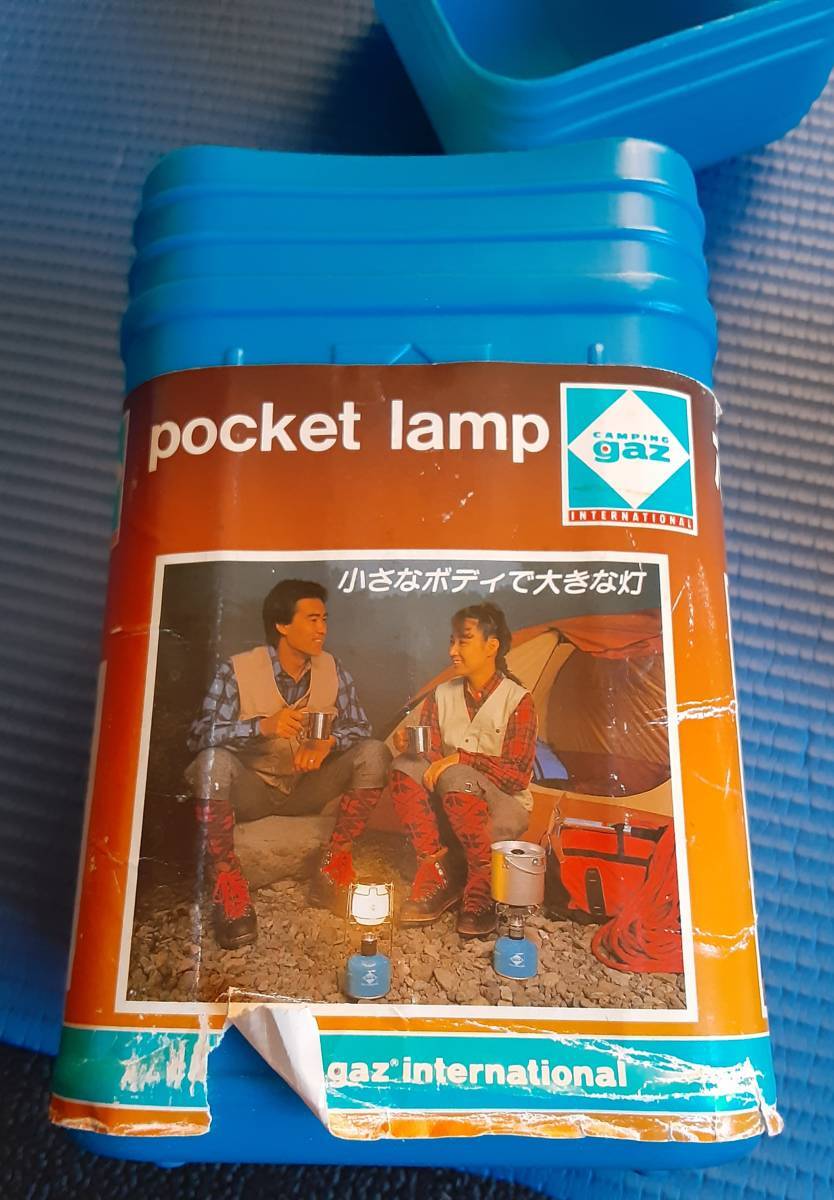 pocket lamp
CAMPING
gaz
INTERNATIONAL
小さなボディで大きな灯
gaz® international